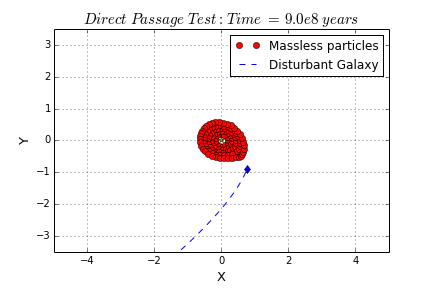 Direct Passage Test: Time = 9.0e8 years
Massless particles
Disturbant Galaxy
3
2
1
0
−1
−2
−3
Y
−4
−2
0
2
4
X